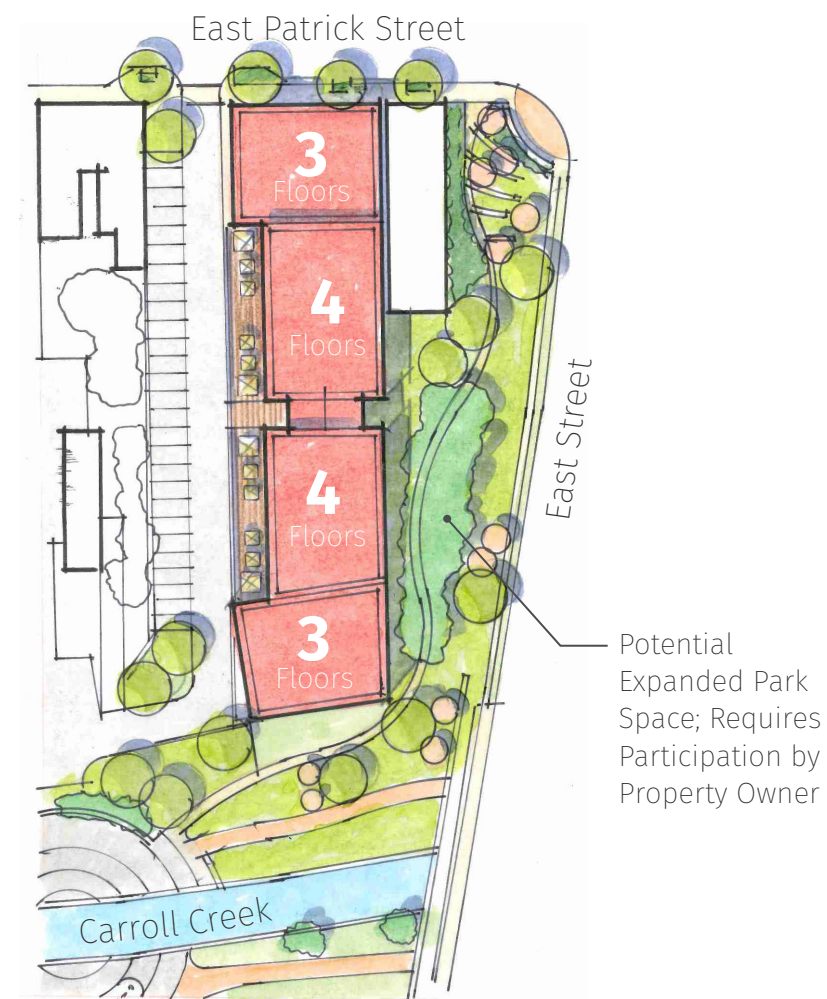 East Patrick Street
3
Floors
4
Floors
East Street
4
Floors
3
Floors
Potential
Expanded Park
Space; Requires
Participation by
Property Owner
Carroll Creek